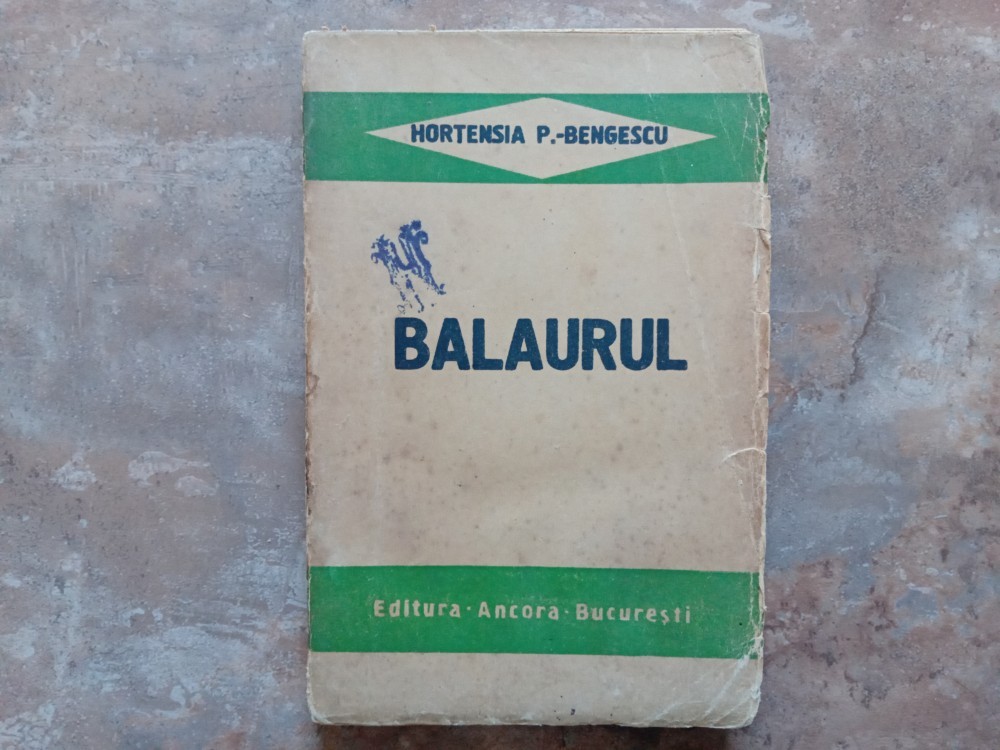 HORTENSIA P.-BENGESCU
BALAURUL
Editura · Ancora · București